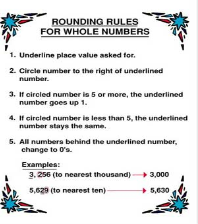 ROUNDING RULES
FOR WHOLE NUMBERS
1. Underline place value asked for.
2. Circle number to the right of underlined
number.
3. If circled number is 5 or more, the underlined
number goes up 1.
4. If circled number is less than 5, the underlined
number stays the same.
5. All numbers behind the underlined number,
change to 0's.
Examples:
3, 256 (to nearest thousand) → 3,000
5,629 (to nearest ten) → 5,630